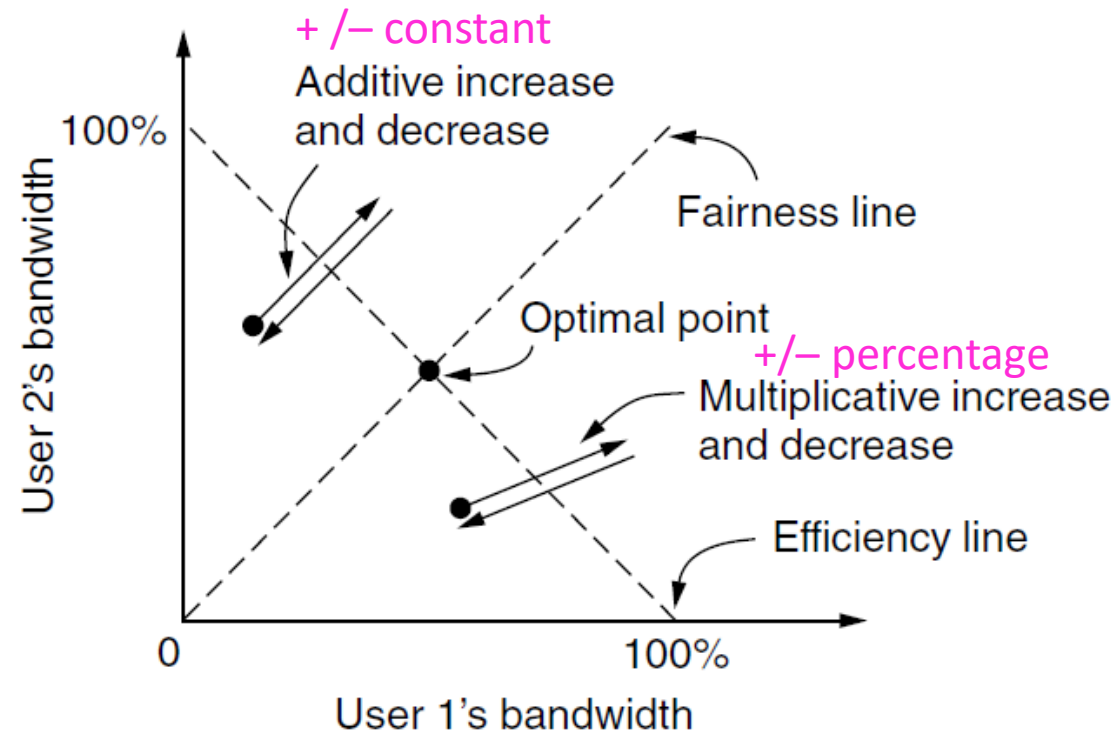 + /– constant
Additive increase
and decrease
100%
User 2's bandwidth
Fairness line
Optimal point
+/– percentage
Multiplicative increase
and decrease
Efficiency line
0
100%
User 1's bandwidth